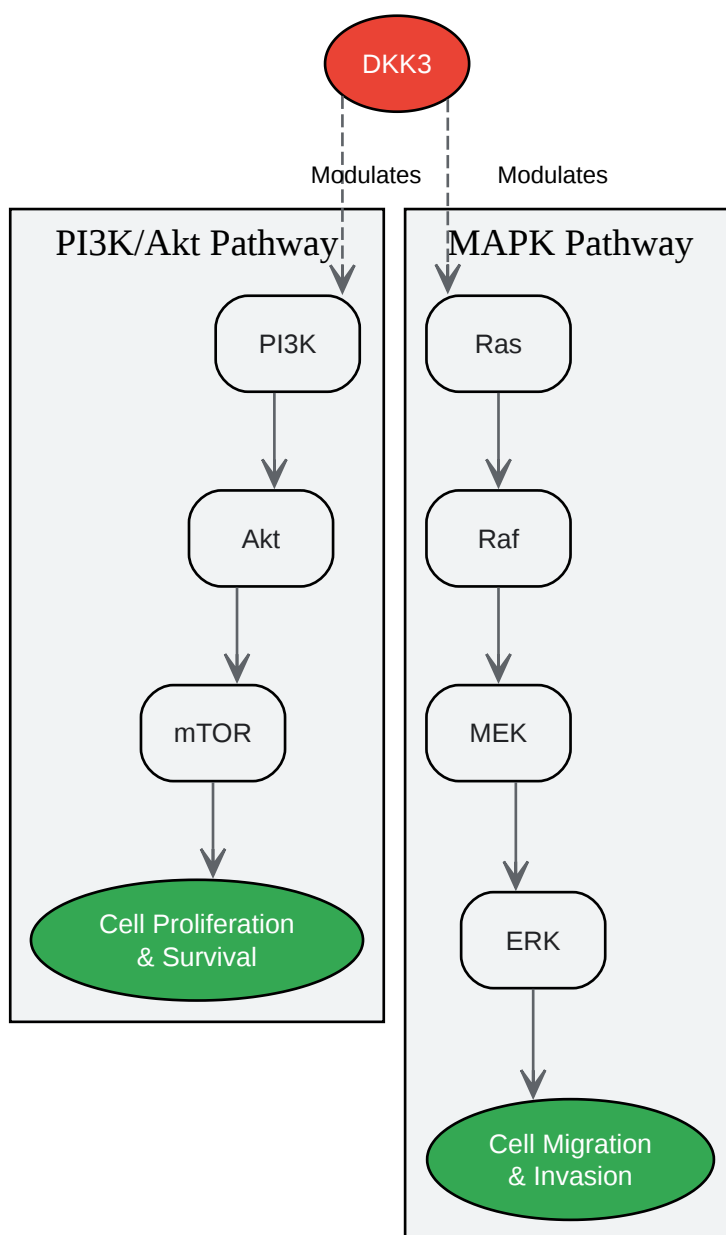 DKK3
Modulates
Modulates
PI3K/Akt Pathway
MAPK Pathway
PI3K
Ras
Akt
Raf
mTOR
MEK
Cell Proliferation
& Survival
ERK
Cell Migration
& Invasion